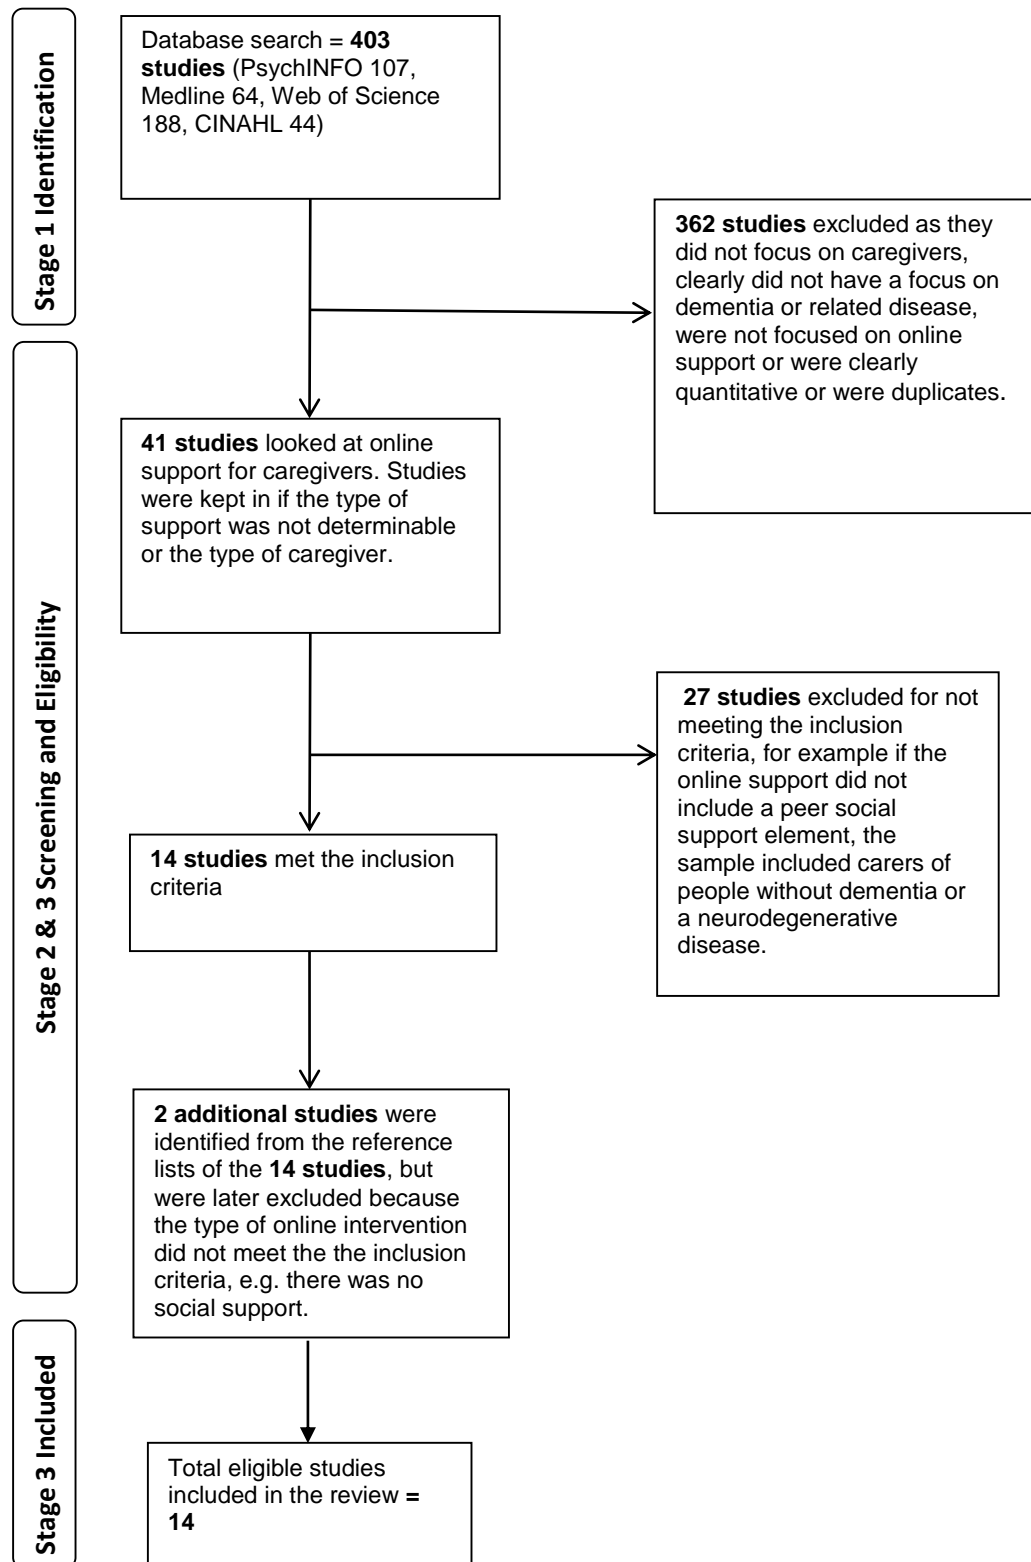 Stage 1 Identification
Database search = 403
studies (PsychINFO 107,
Medline 64, Web of Science
188, CINAHL 44)
362 studies excluded as they
did not focus on caregivers,
clearly did not have a focus on
dementia or related disease,
were not focused on online
support or were clearly
quantitative or were duplicates.
Stage 2 & 3 Screening and Eligibility
41 studies looked at online
support for caregivers. Studies
were kept in if the type of
support was not determinable
or the type of caregiver.
27 studies excluded for not
meeting the inclusion
criteria, for example if the
online support did not
include a peer social
support element, the
sample included carers of
people without dementia or
a neurodegenerative
disease.
14 studies met the inclusion
criteria
2 additional studies were
identified from the reference
lists of the 14 studies, but
were later excluded because
the type of online intervention
did not meet the the inclusion
criteria, e.g. there was no
social support.
Stage 3 Included
Total eligible studies
included in the review =
14